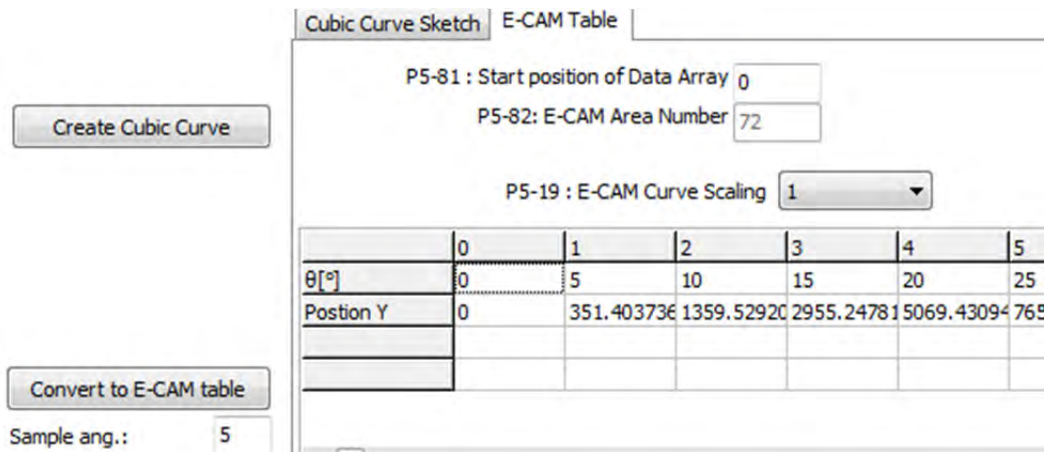 Cubic Curve Sketch E-CAM Table
P5-81 : Start position of Data Array 0
Create Cubic Curve
P5-82: E-CAM Area Number 72
P5-19 : E-CAM Curve Scaling 1
0 1 2 3 4 5
θ[°] 0 5 10 15 20 25
Postion Y 0 351.403736 1359.52920 2955.24781 5069.43094 765
Convert to E-CAM table
Sample ang.: 5